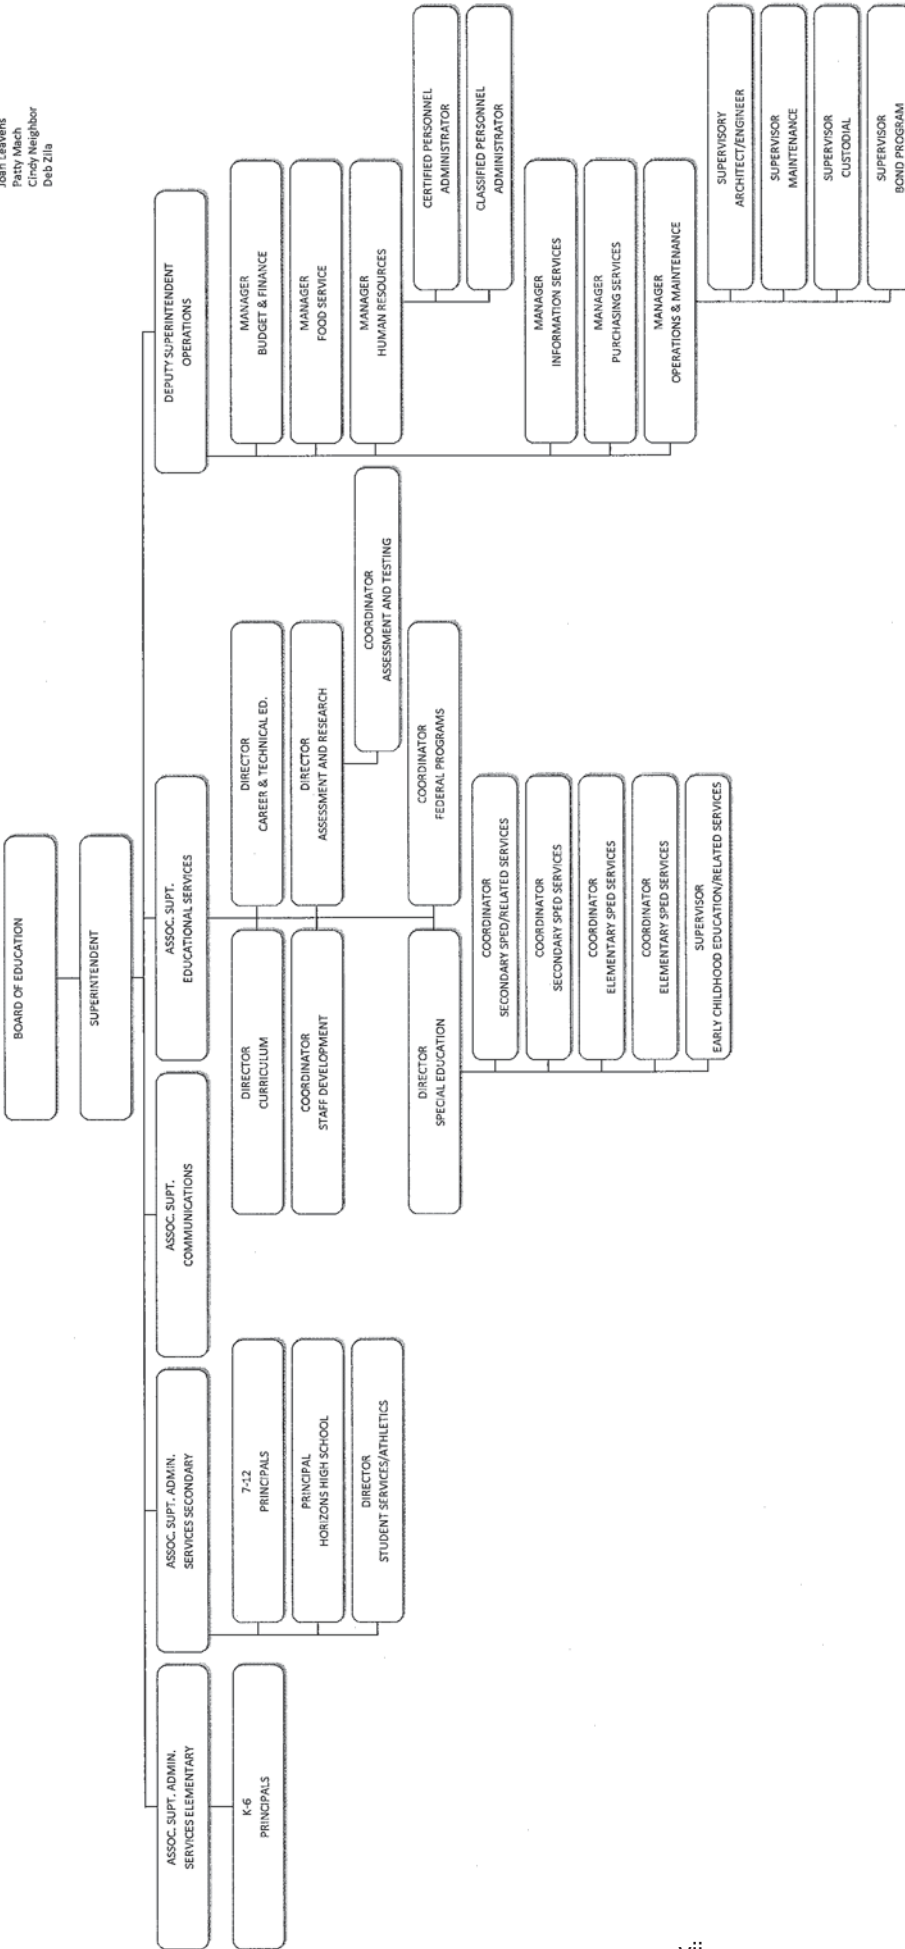 Joan Leavens
Patty Mach
Cindy Neighbor
Deb Zila
BOARD OF EDUCATION
SUPERINTENDENT
ASSOC. SUPT. ADMIN.
SERVICES ELEMENTARY
K-6
PRINCIPALS
ASSOC. SUPT. ADMIN.
SERVICES SECONDARY
7-12
PRINCIPALS
PRINCIPAL
HORIZONS HIGH SCHOOL
DIRECTOR
STUDENT SERVICES/ATHLETICS
ASSOC. SUPT.
COMMUNICATIONS
ASSOC. SUPT.
EDUCATIONAL SERVICES
DIRECTOR
CURRICULUM
DIRECTOR
CAREER & TECHNICAL ED.
COORDINATOR
STAFF DEVELOPMENT
DIRECTOR
ASSESSMENT AND RESEARCH
COORDINATOR
ASSESSMENT AND TESTING
DIRECTOR
SPECIAL EDUCATION
COORDINATOR
FEDERAL PROGRAMS
COORDINATOR
SECONDARY SPED/RELATED SERVICES
COORDINATOR
SECONDARY SPED SERVICES
COORDINATOR
ELEMENTARY SPED SERVICES
COORDINATOR
ELEMENTARY SPED SERVICES
SUPERVISOR
EARLY CHILDHOOD EDUCATION/RELATED SERVICES
DEPUTY SUPERINTENDENT
OPERATIONS
MANAGER
BUDGET & FINANCE
MANAGER
FOOD SERVICE
MANAGER
HUMAN RESOURCES
CERTIFIED PERSONNEL
ADMINISTRATOR
CLASSIFIED PERSONNEL
ADMINISTRATOR
MANAGER
INFORMATION SERVICES
MANAGER
PURCHASING SERVICES
MANAGER
OPERATIONS & MAINTENANCE
SUPERVISORY
ARCHITECT/ENGINEER
SUPERVISOR
MAINTENANCE
SUPERVISOR
CUSTODIAL
SUPERVISOR
BOND PROGRAM
vii